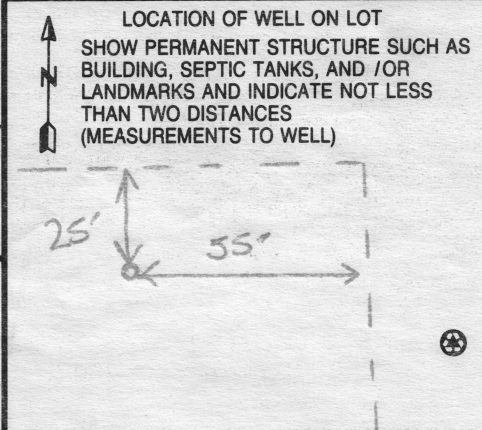 LOCATION OF WELL ON LOT
SHOW PERMANENT STRUCTURE SUCH AS
BUILDING, SEPTIC TANKS, AND /OR
LANDMARKS AND INDICATE NOT LESS
THAN TWO DISTANCES
(MEASUREMENTS TO WELL)
N
25'
55'